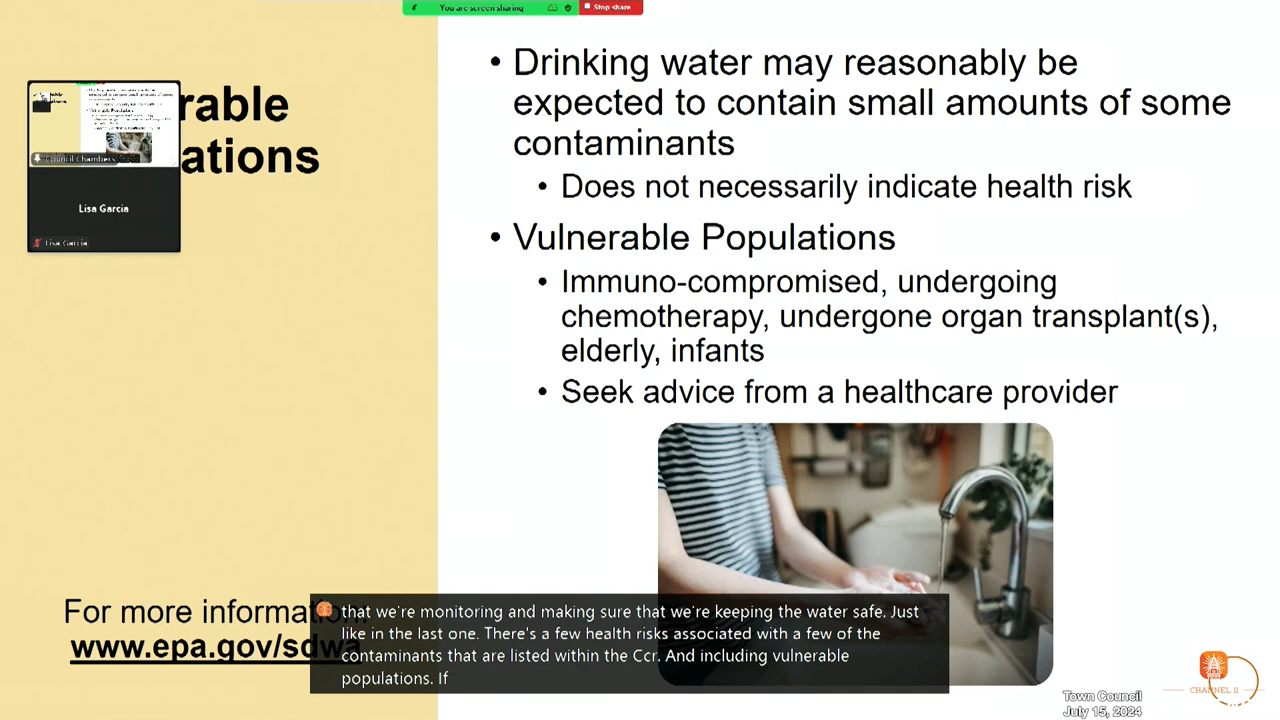 You are screen sharing
Stop share
rable
ations
Council Chambers
Lisa Garcia
Lisa Garcia
• Drinking water may reasonably be
expected to contain small amounts of some
contaminants
• Does not necessarily indicate health risk
• Vulnerable Populations
• Immuno-compromised, undergoing
chemotherapy, undergone organ transplant(s),
elderly, infants
• Seek advice from a healthcare provider
For more information:
www.epa.gov/sdwa
that we're monitoring and making sure that we're keeping the water safe. Just
like in the last one. There's a few health risks associated with a few of the
contaminants that are listed within the Ccr. And including vulnerable
populations. If
Town Council
July 15, 2024
CHANNEL